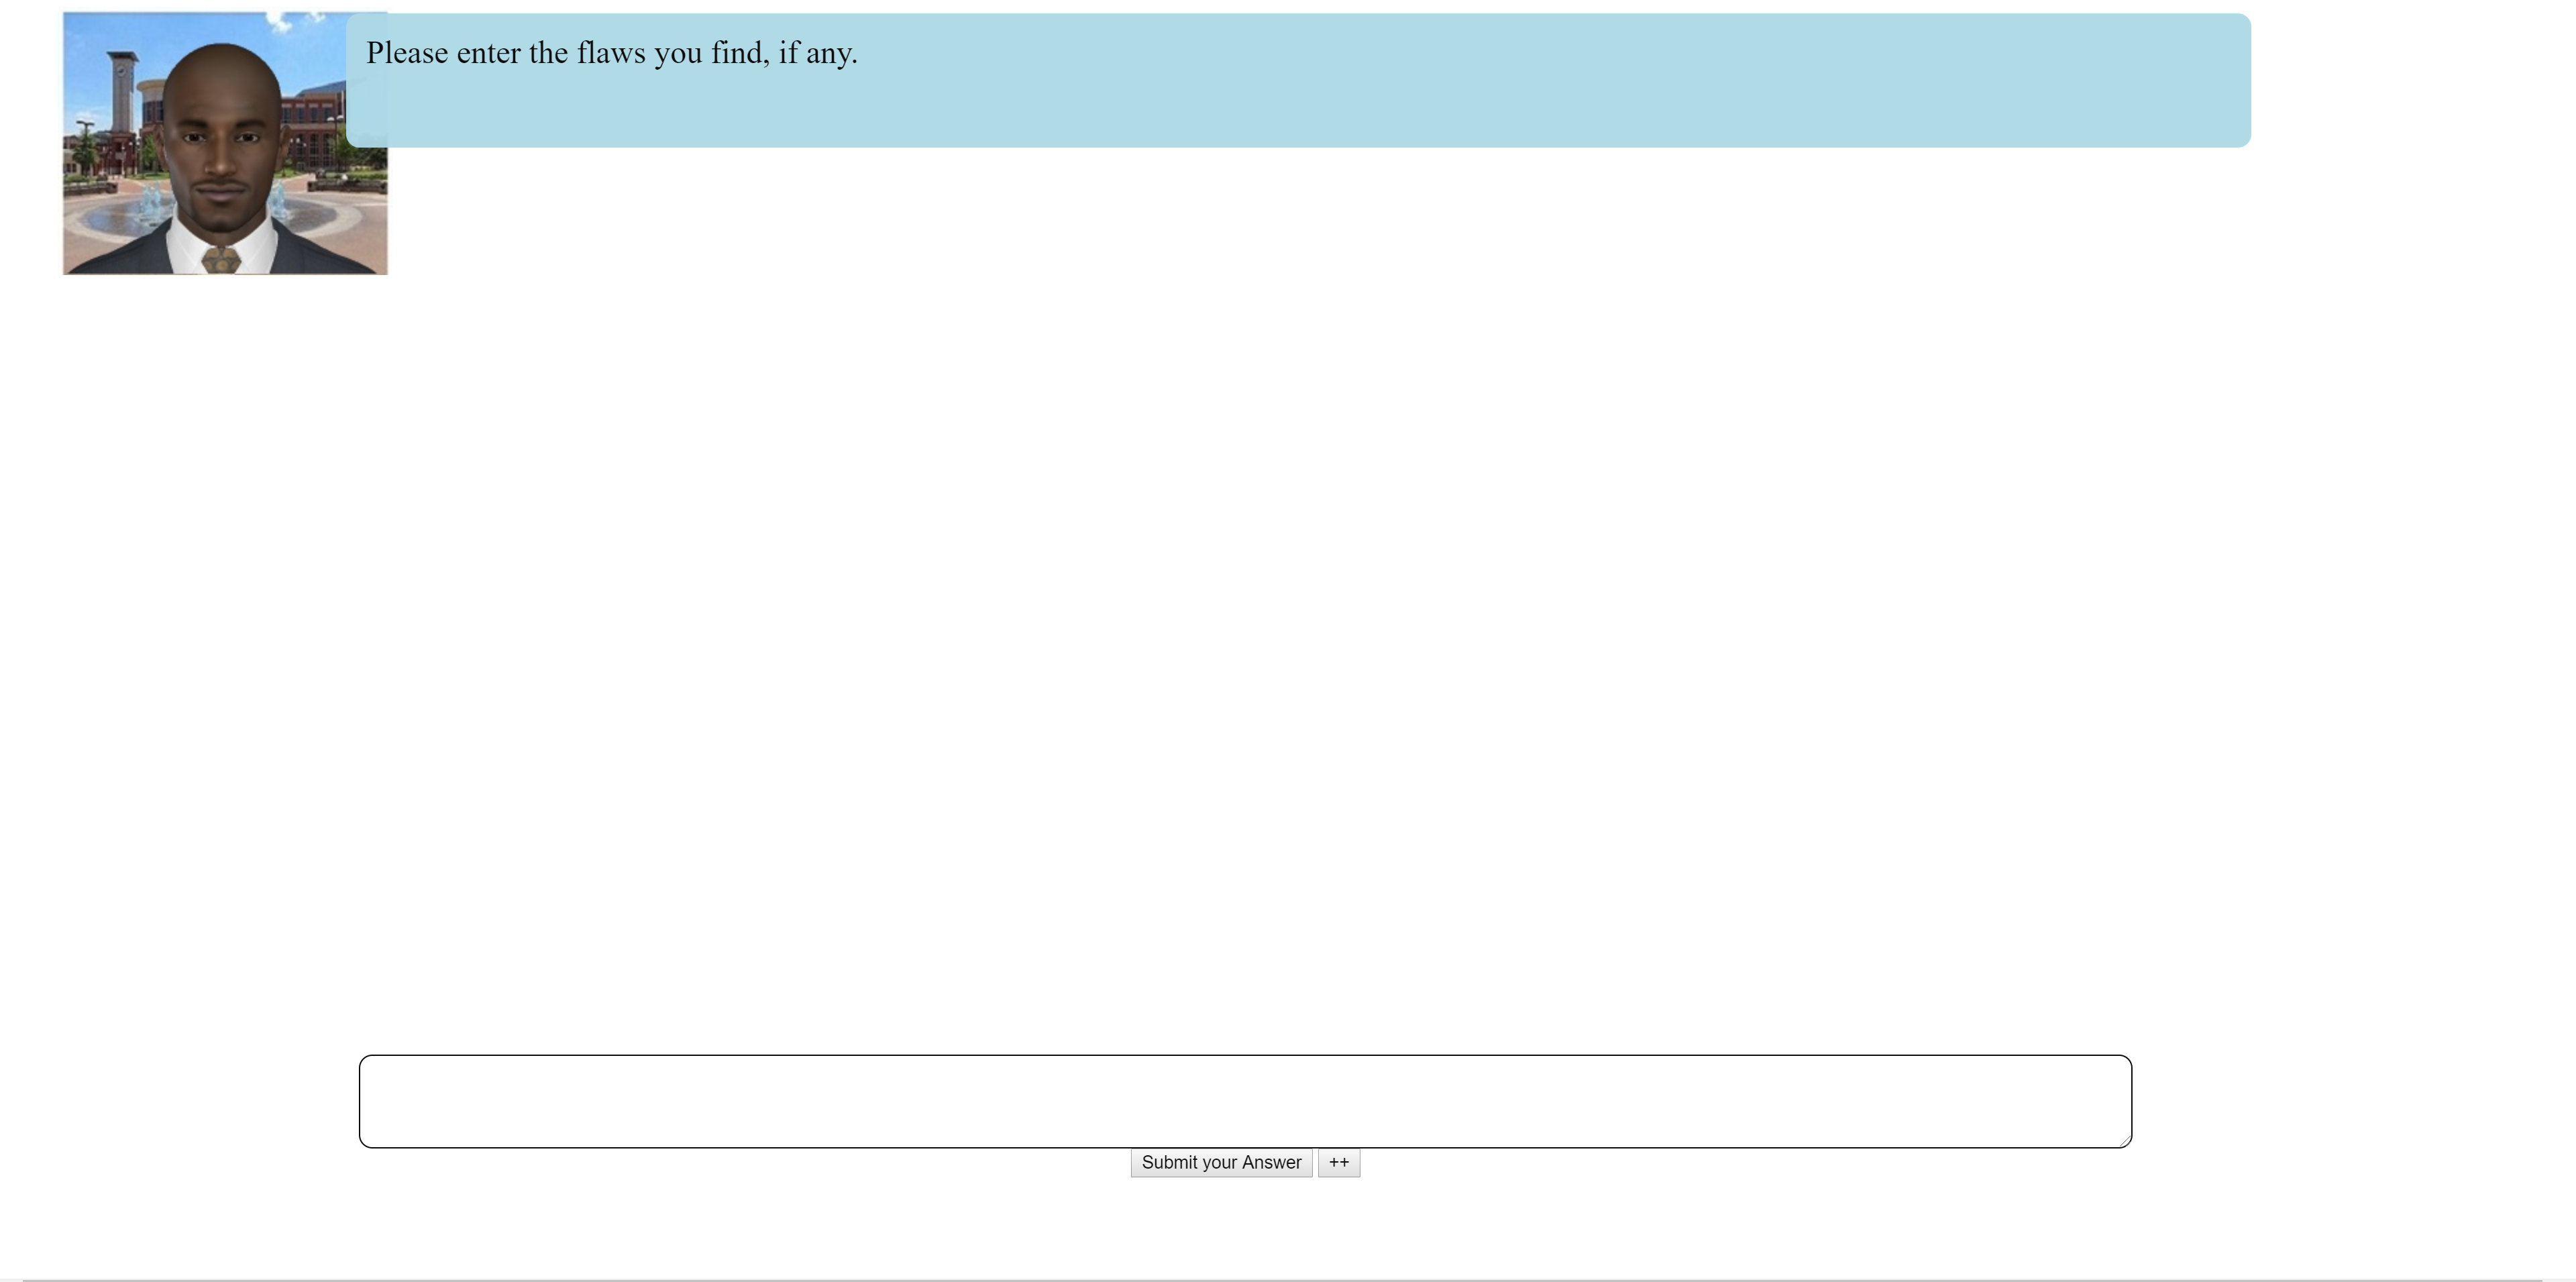 Please enter the flaws you find, if any.
Submit your Answer ++